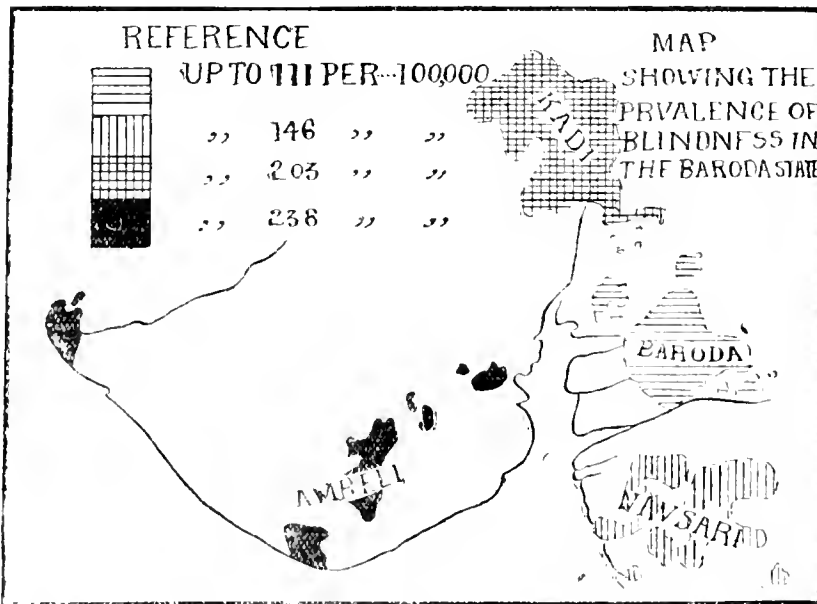 REFERENCE
UP TO 111 PER 100,000
„ 146 „ „
„ 203 „ „
„ 238 „ „
MAP
SHOWING THE
PRVALENCE OF
BLINDNESS IN
THE BARODA STATE
KADI
BARODA
AMRELI
NAVSARI